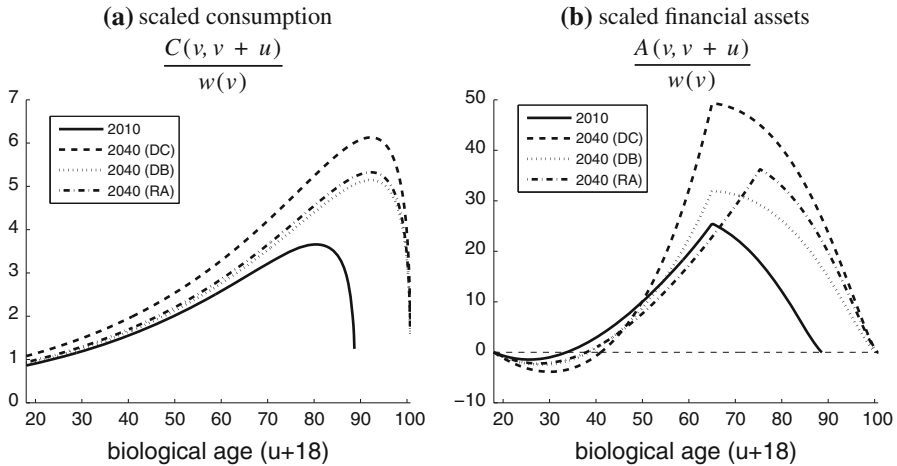 (a) scaled consumption
C(v, v + u)
w(v)
7
6
5
4
3
2
1
0
2010
2040 (DC)
2040 (DB)
2040 (RA)
20 30 40 50 60 70 80 90 100
biological age (u+18)
(b) scaled financial assets
A(v, v + u)
w(v)
50
40
30
20
10
0
−10
2010
2040 (DC)
2040 (DB)
2040 (RA)
20 30 40 50 60 70 80 90 100
biological age (u+18)